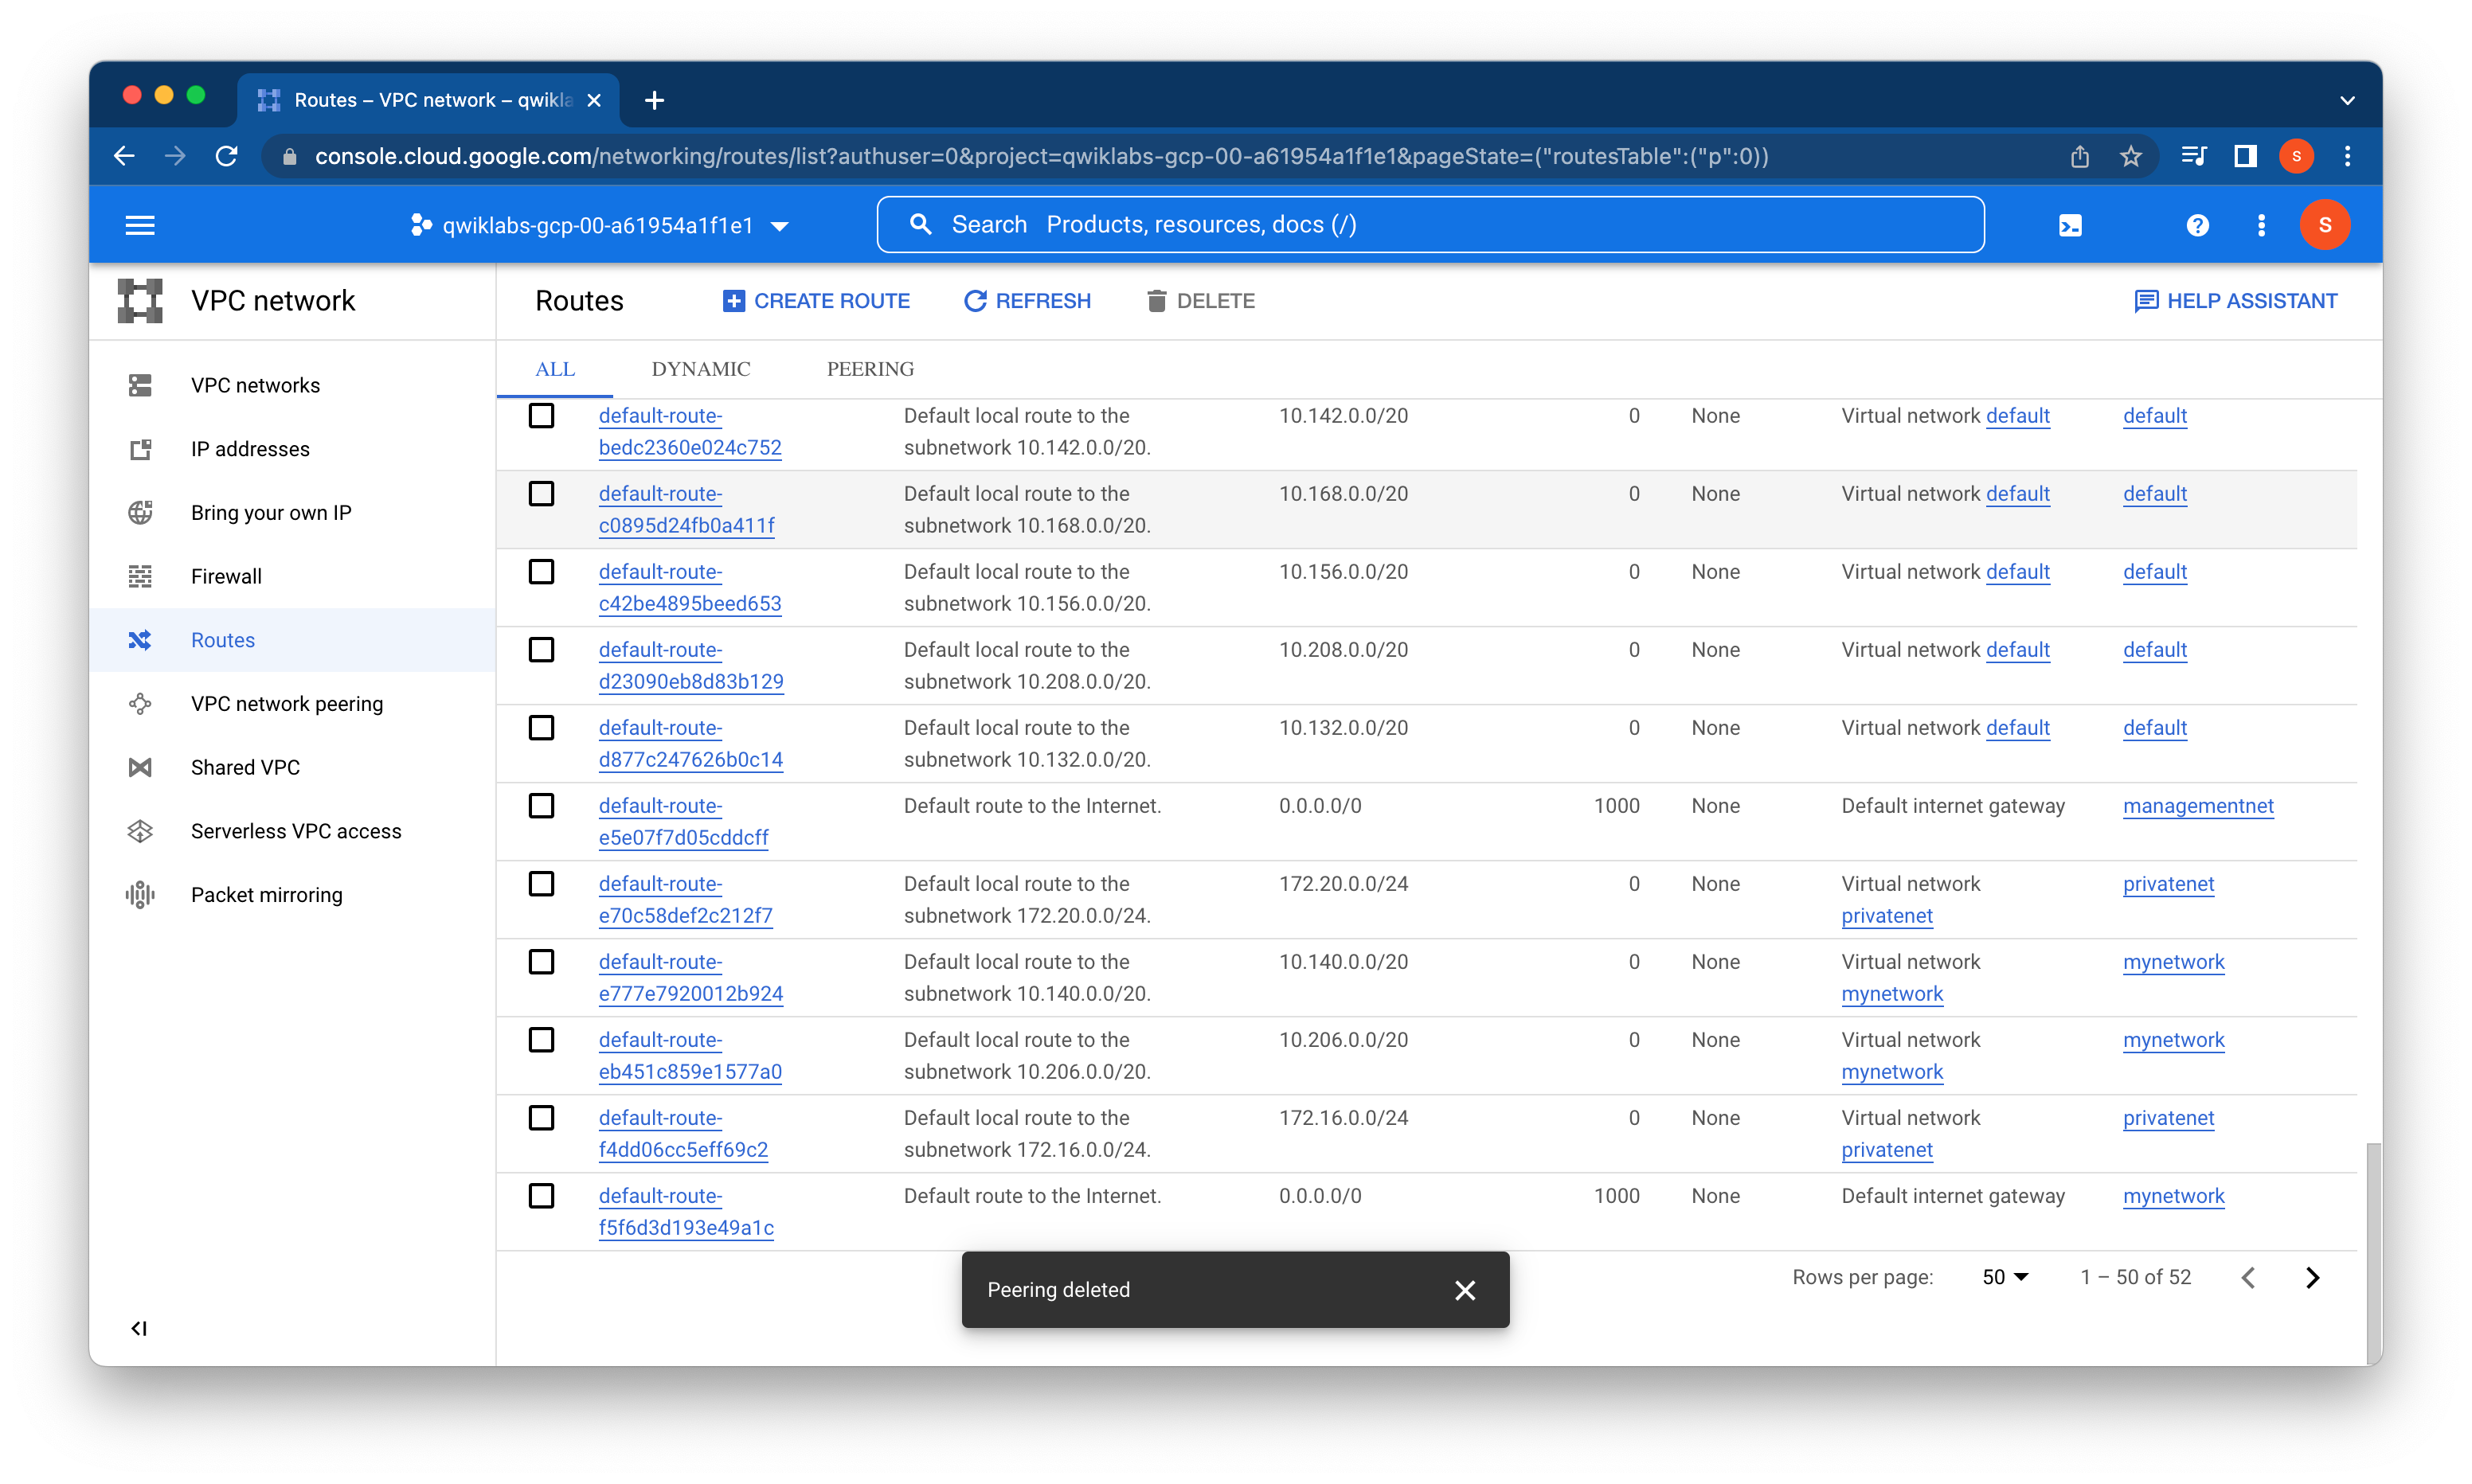 Routes – VPC network – qwikla
console.cloud.google.com/networking/routes/list?authuser=0&project=qwiklabs-gcp-00-a61954a1f1e1&pageState=("routesTable":("p":0))
S
qwiklabs-gcp-00-a61954a1f1e1
Search Products, resources, docs (/)
S
VPC network
Routes
CREATE ROUTE
REFRESH
DELETE
HELP ASSISTANT
VPC networks
IP addresses
Bring your own IP
Firewall
Routes
VPC network peering
Shared VPC
Serverless VPC access
Packet mirroring
ALL DYNAMIC PEERING
default-route- Default local route to the 10.142.0.0/20 0 None Virtual network default default
bedc2360e024c752 subnetwork 10.142.0.0/20.
default-route- Default local route to the 10.168.0.0/20 0 None Virtual network default default
c0895d24fb0a411f subnetwork 10.168.0.0/20.
default-route- Default local route to the 10.156.0.0/20 0 None Virtual network default default
c42be4895beed653 subnetwork 10.156.0.0/20.
default-route- Default local route to the 10.208.0.0/20 0 None Virtual network default default
d23090eb8d83b129 subnetwork 10.208.0.0/20.
default-route- Default local route to the 10.132.0.0/20 0 None Virtual network default default
d877c247626b0c14 subnetwork 10.132.0.0/20.
default-route- Default route to the Internet. 0.0.0.0/0 1000 None Default internet gateway managementnet
e5e07f7d05cddcff
default-route- Default local route to the 172.20.0.0/24 0 None Virtual network privatenet
e70c58def2c212f7 subnetwork 172.20.0.0/24. privatenet
default-route- Default local route to the 10.140.0.0/20 0 None Virtual network mynetwork
e777e7920012b924 subnetwork 10.140.0.0/20. mynetwork
default-route- Default local route to the 10.206.0.0/20 0 None Virtual network mynetwork
eb451c859e1577a0 subnetwork 10.206.0.0/20. mynetwork
default-route- Default local route to the 172.16.0.0/24 0 None Virtual network privatenet
f4dd06cc5eff69c2 subnetwork 172.16.0.0/24. privatenet
default-route- Default route to the Internet. 0.0.0.0/0 1000 None Default internet gateway mynetwork
f5f6d3d193e49a1c
Rows per page: 50 1 – 50 of 52
Peering deleted